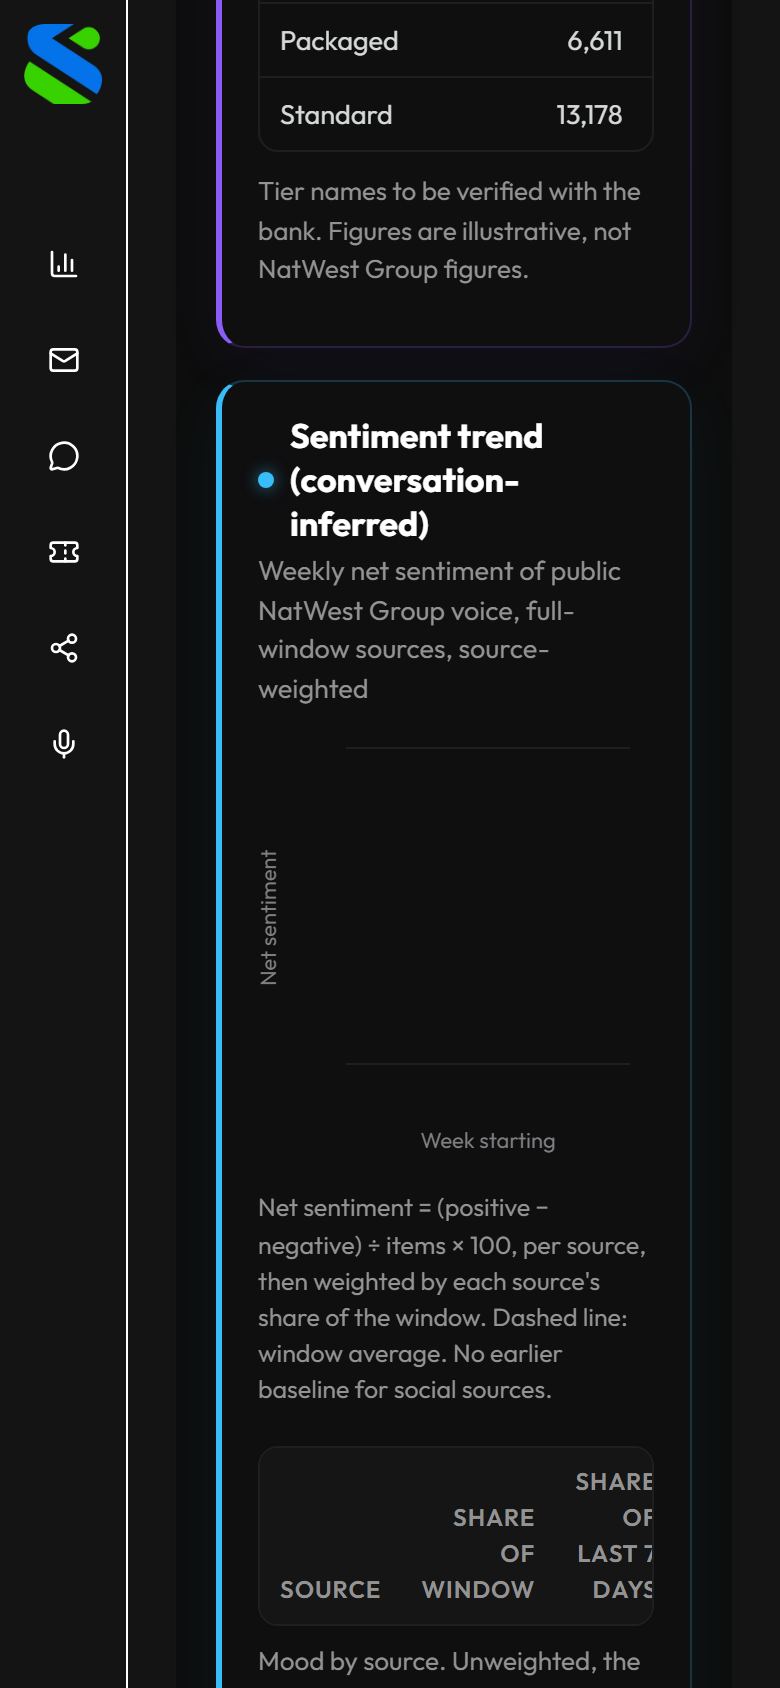 Packaged 6,611
Standard 13,178
Tier names to be verified with the
bank. Figures are illustrative, not
NatWest Group figures.
Sentiment trend
(conversation-
inferred)
Weekly net sentiment of public
NatWest Group voice, full-
window sources, source-
weighted
Net sentiment
Week starting
Net sentiment = (positive −
negative) ÷ items × 100, per source,
then weighted by each source's
share of the window. Dashed line:
window average. No earlier
baseline for social sources.
SOURCE
SHARE
OF
WINDOW
SHARE
OF
LAST 7
DAYS
Mood by source. Unweighted, the